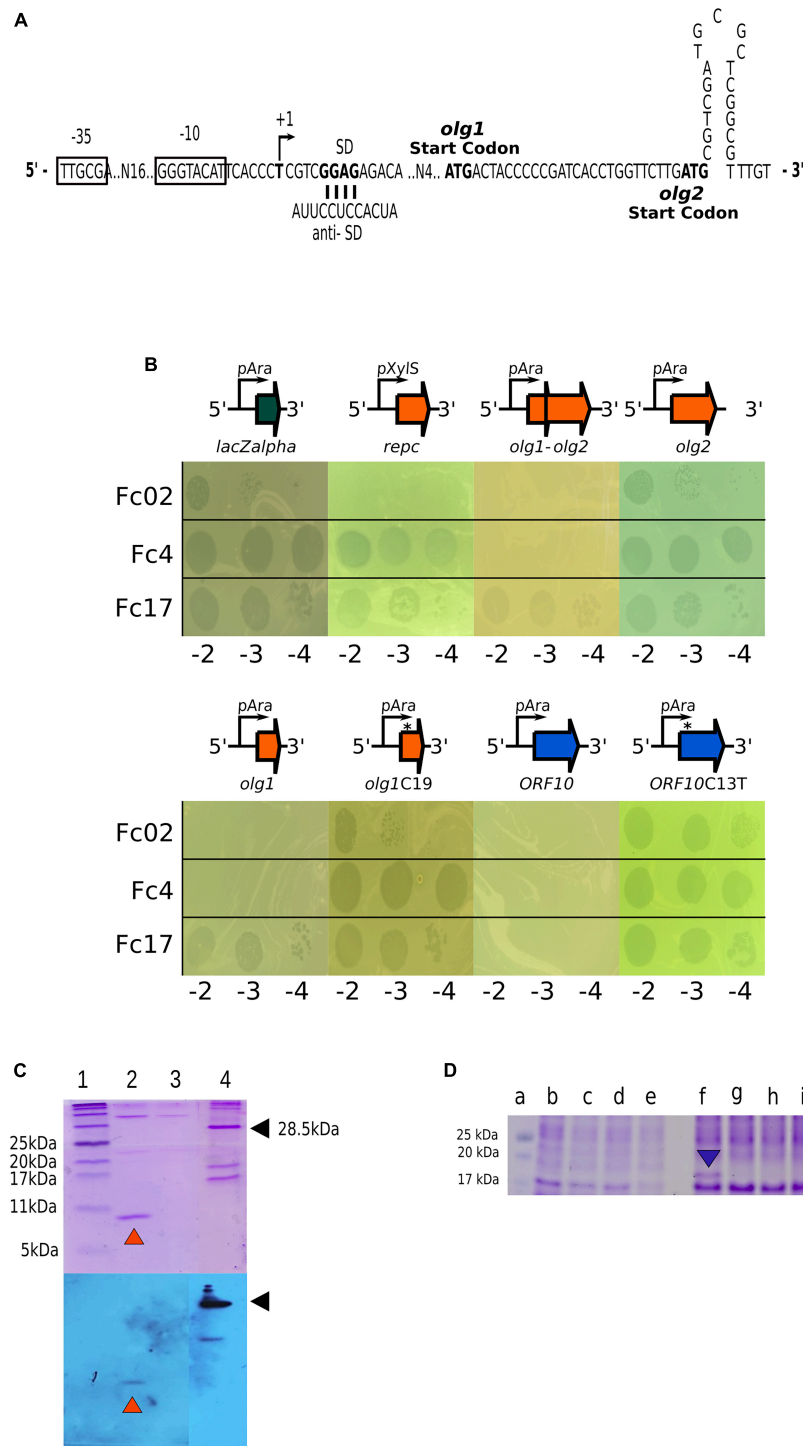 A
-35
-10
+1
SD
olg1
Start Codon
5' - TTGCGA..N16..GGGTACATTCACCCTCGTCGGAGAGACA ..N4.. ATGACTACCCCCGATCACCTGGTTCTTGATG
CGTCGATGCGCTCGGCGT
TTTGT - 3'
AUUCCUCCACUA
anti- SD
olg2
Start Codon
B
pAra
pXylS
pAra
pAra
5' 3' 5' 3' 5' 3' 5' 3'
lacZalpha
repc
olg1-olg2
olg2
Fc02
Fc4
Fc17
-2 -3 -4 -2 -3 -4 -2 -3 -4 -2 -3 -4
pAra
pAra
pAra
pAra
* *
5' 3' 5' 3' 5' 3' 5' 3'
olg1
olg1C19
ORF10
ORF10C13T
Fc02
Fc4
Fc17
-2 -3 -4 -2 -3 -4 -2 -3 -4 -2 -3 -4
C
1 2 3 4
28.5kDa
25kDa
20kDa
17kDa
11kDa
5kDa
D
a b c d e f g h i
25 kDa
20 kDa
17 kDa